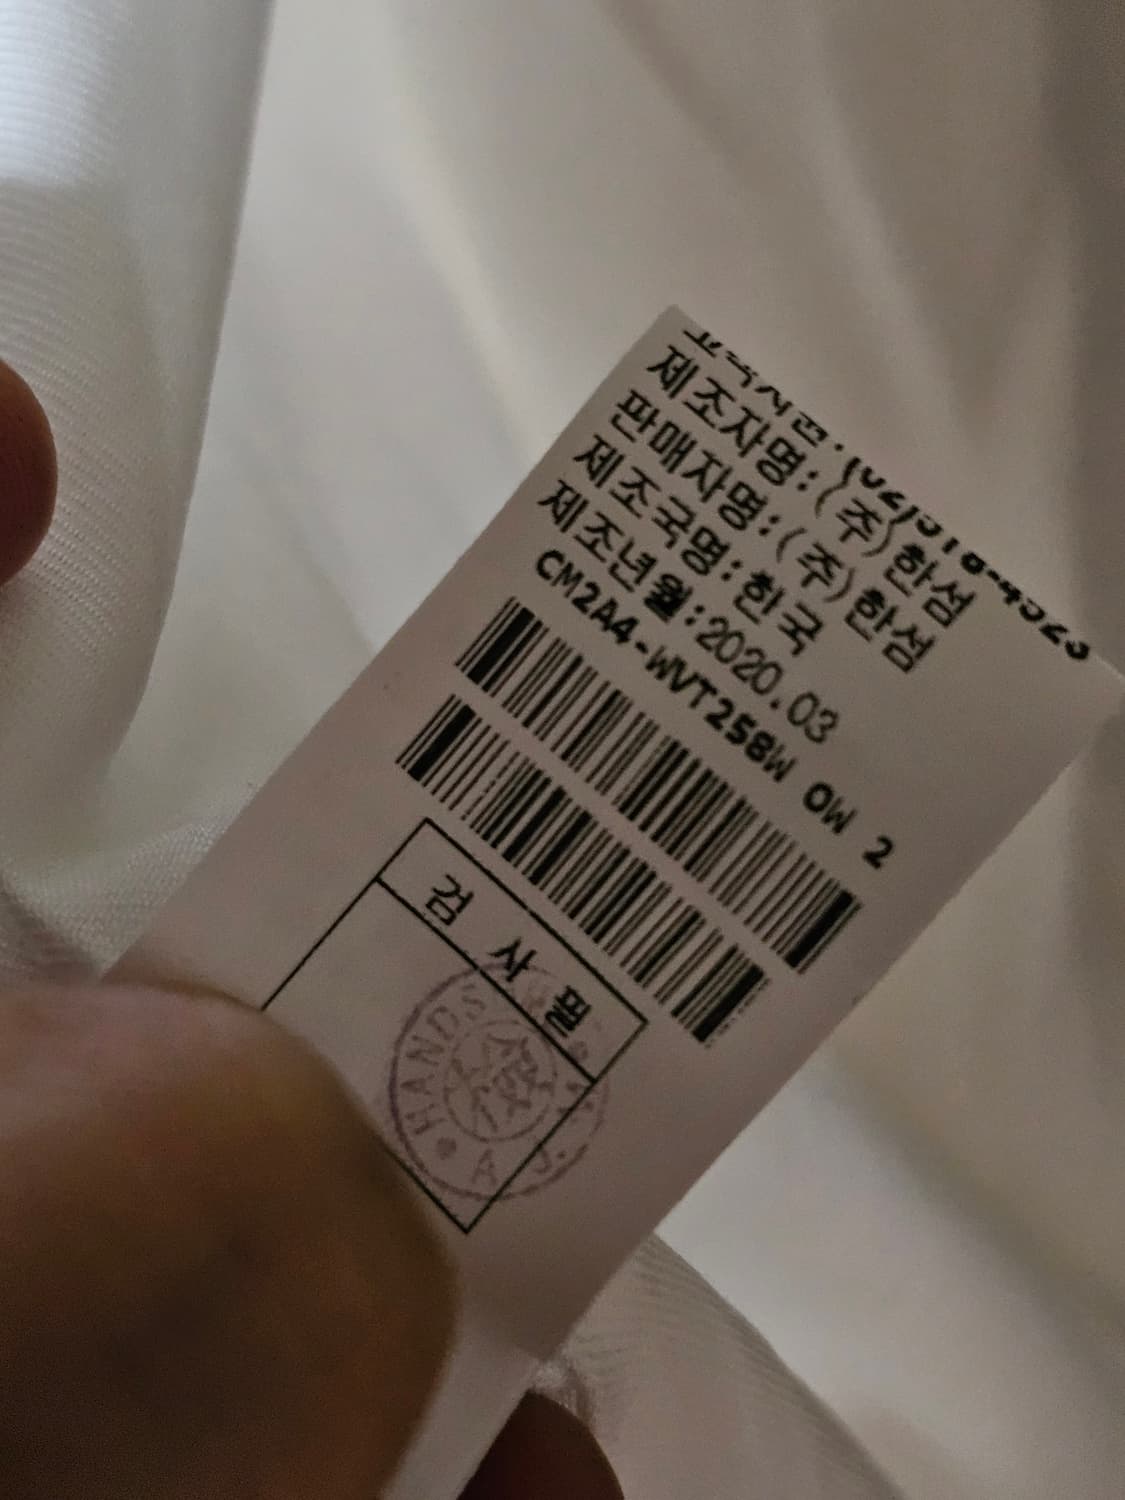 제조자명:(주)한섬
판매자명:(주)한섬
제조국명:한국
제조년월:2020.03
CM2A4-WVT258W OW 2
검 사 필
HANDS
A